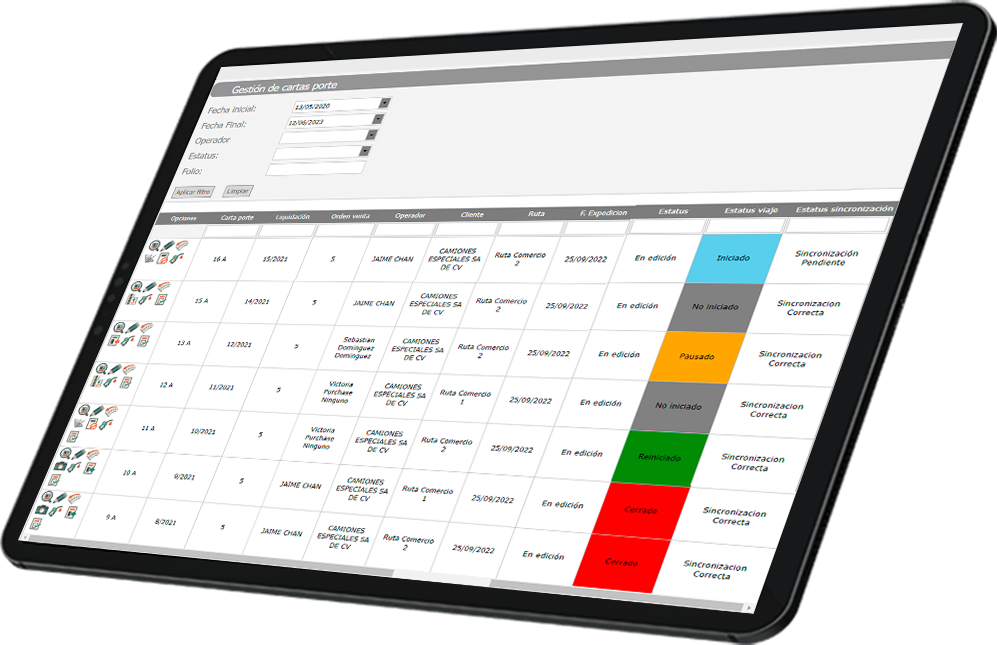 Gestión de cartas porte
Fecha Inicial: 13/05/2020
Fecha Final: 12/06/2023
Operador
Estatus:
Folio:
Aplicar filtro Limpiar
Opciones Carta porte Liquidación Orden venta Operador Cliente Ruta F. Expedicion Estatus Estatus viaje Estatus sincronización
16 A 15/2021 5 JAIME CHAN CAMIONES ESPECIALES SA DE CV Ruta Comercio 2 25/09/2022 En edición Iniciado Sincronización Pendiente
15 A 14/2021 5 JAIME CHAN CAMIONES ESPECIALES SA DE CV Ruta Comercio 2 25/09/2022 En edición No iniciado Sincronizacion Correcta
13 A 12/2021 5 Sebastian Dominguez Dominguez CAMIONES ESPECIALES SA DE CV Ruta Comercio 2 25/09/2022 En edición Pausado Sincronizacion Correcta
12 A 11/2021 5 Victoria Purchase Ninguno CAMIONES ESPECIALES SA DE CV Ruta Comercio 1 25/09/2022 En edición No iniciado Sincronizacion Correcta
11 A 10/2021 5 Victoria Purchase Ninguno CAMIONES ESPECIALES SA DE CV Ruta Comercio 2 25/09/2022 En edición Reiniciado Sincronizacion Correcta
10 A 9/2021 5 JAIME CHAN CAMIONES ESPECIALES SA DE CV Ruta Comercio 1 25/09/2022 En edición Cerrado Sincronizacion Correcta
9 A 8/2021 5 JAIME CHAN CAMIONES ESPECIALES SA DE CV Ruta Comercio 2 25/09/2022 En edición Cerrado Sincronizacion Correcta